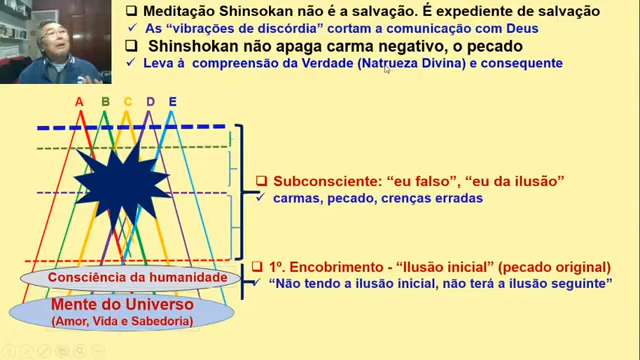 Meditação Shinsokan não é a salvação. É expediente de salvação
As “vibrações de discórdia” cortam a comunicação com Deus
Shinshokan não apaga carma negativo, o pecado
Leva à compreensão da Verdade (Natrueza Divina) e consequente
A B C D E
Subconsciente: “eu falso”, “eu da ilusão”
carmas, pecado, crenças erradas
Consciência da humanidade
1º. Encobrimento - “Ilusão inicial” (pecado original)
“Não tendo a ilusão inicial, não terá a ilusão seguinte”
Mente do Universo
(Amor, Vida e Sabedoria)